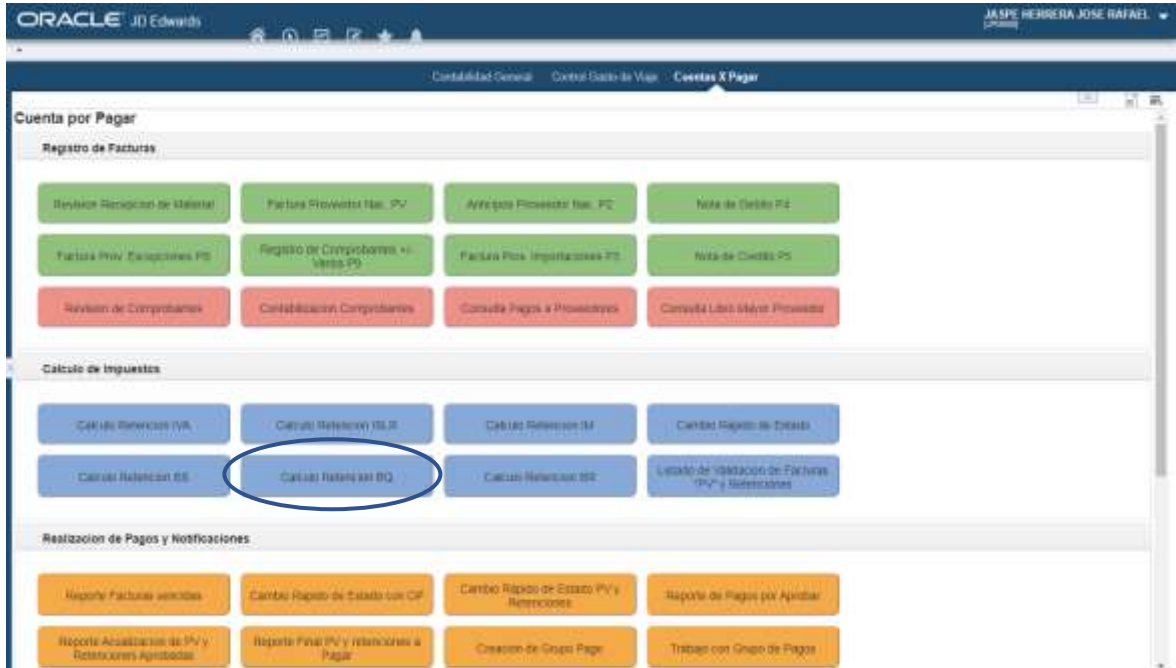 ORACLE JD Edwards
JASPE HERRERA JOSE RAFAEL
Contabilidad General Control Gasto de Viaje Cuentas X Pagar
Cuenta por Pagar
Registro de Facturas
Revision Recepcion de Material
Factura Proveedor Nac. PV
Anticipos Proveedor Nac. P2
Nota de Debito P4
Factura Prov. Excepciones P8
Registro de Comprobantes +/-
Varios P9
Factura Prov. Importaciones P3
Nota de Credito P5
Revision de Comprobantes
Contabilizacion Comprobantes
Consulta Pagos a Proveedores
Consulta Libro Mayor Proveedor
Calculo de Impuestos
Calculo Retencion IVA
Calculo Retencion ISLR
Calculo Retencion IM
Cambio Rapido de Estado
Calculo Retencion RS
Calculo Retencion BQ
Calculo Retencion
Listado de Validacion de Facturas
"PV" y Retenciones
Realizacion de Pagos y Notificaciones
Reporte Facturas vencidas
Cambio Rapido de Estado con CIF
Cambio Rapido de Estado PV y
Retenciones
Reporte de Pagos por Aprobar
Reporte Acualizacion de PV y
Retenciones Aprobadas
Reporte Final PV y retenciones a
Pagar
Creacion de Grupo Pago
Trabajo con Grupo de Pagos